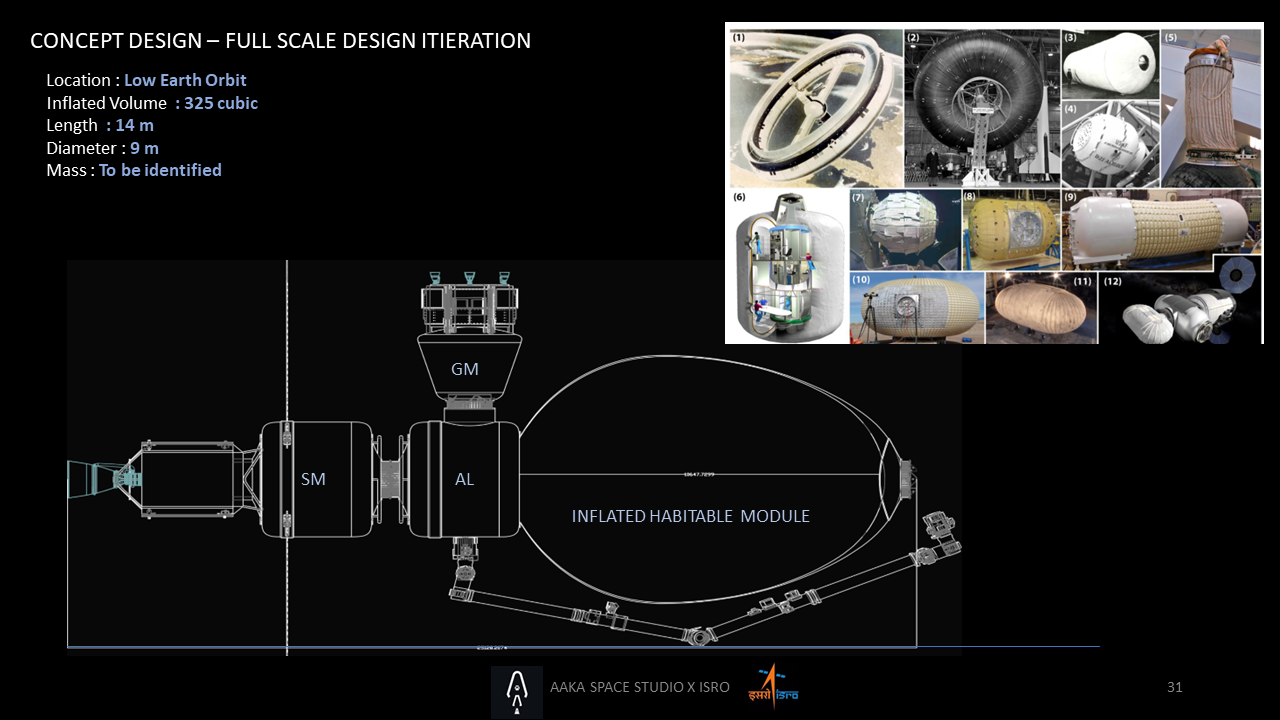 CONCEPT DESIGN – FULL SCALE DESIGN ITIERATION
Location : Low Earth Orbit
Inflated Volume : 325 cubic
Length : 14 m
Diameter : 9 m
Mass : To be identified
(1)
(2)
(3)
(5)
(4)
(6)
(7)
(8)
(9)
(10)
(11)
(12)
GM
SM
AL
INFLATED HABITABLE MODULE
AAKA SPACE STUDIO X ISRO
इसरो isro
31